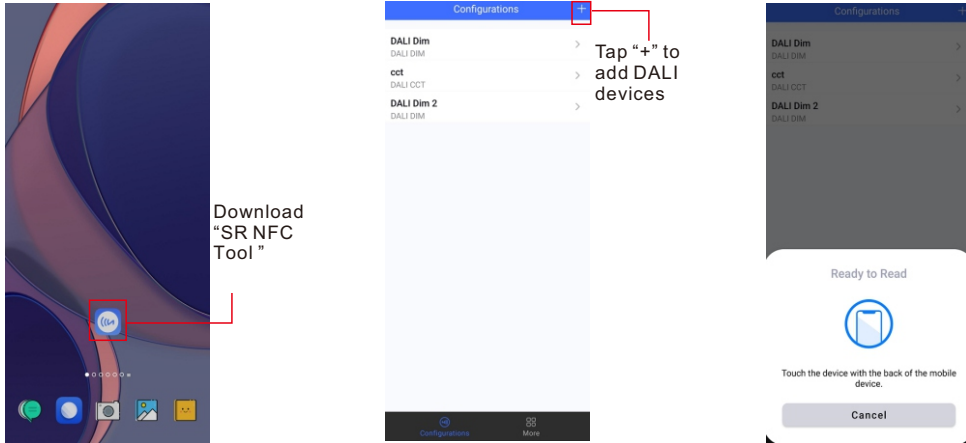 Download
“SR NFC
Tool ”
Configurations +
DALI Dim
DALI DIM
cct
DALI CCT
DALI Dim 2
DALI DIM
Configurations
More
Tap “+” to
add DALI
devices
Configurations +
DALI Dim
DALI DIM
cct
DALI CCT
DALI Dim 2
DALI DIM
Ready to Read
Touch the device with the back of the mobile
device.
Cancel